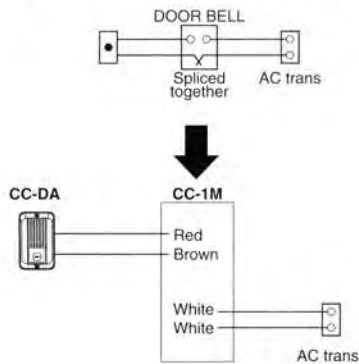 DOOR BELL
Spliced
together
AC trans
CC-DA
CC-1M
Red
Brown
White
White
AC trans